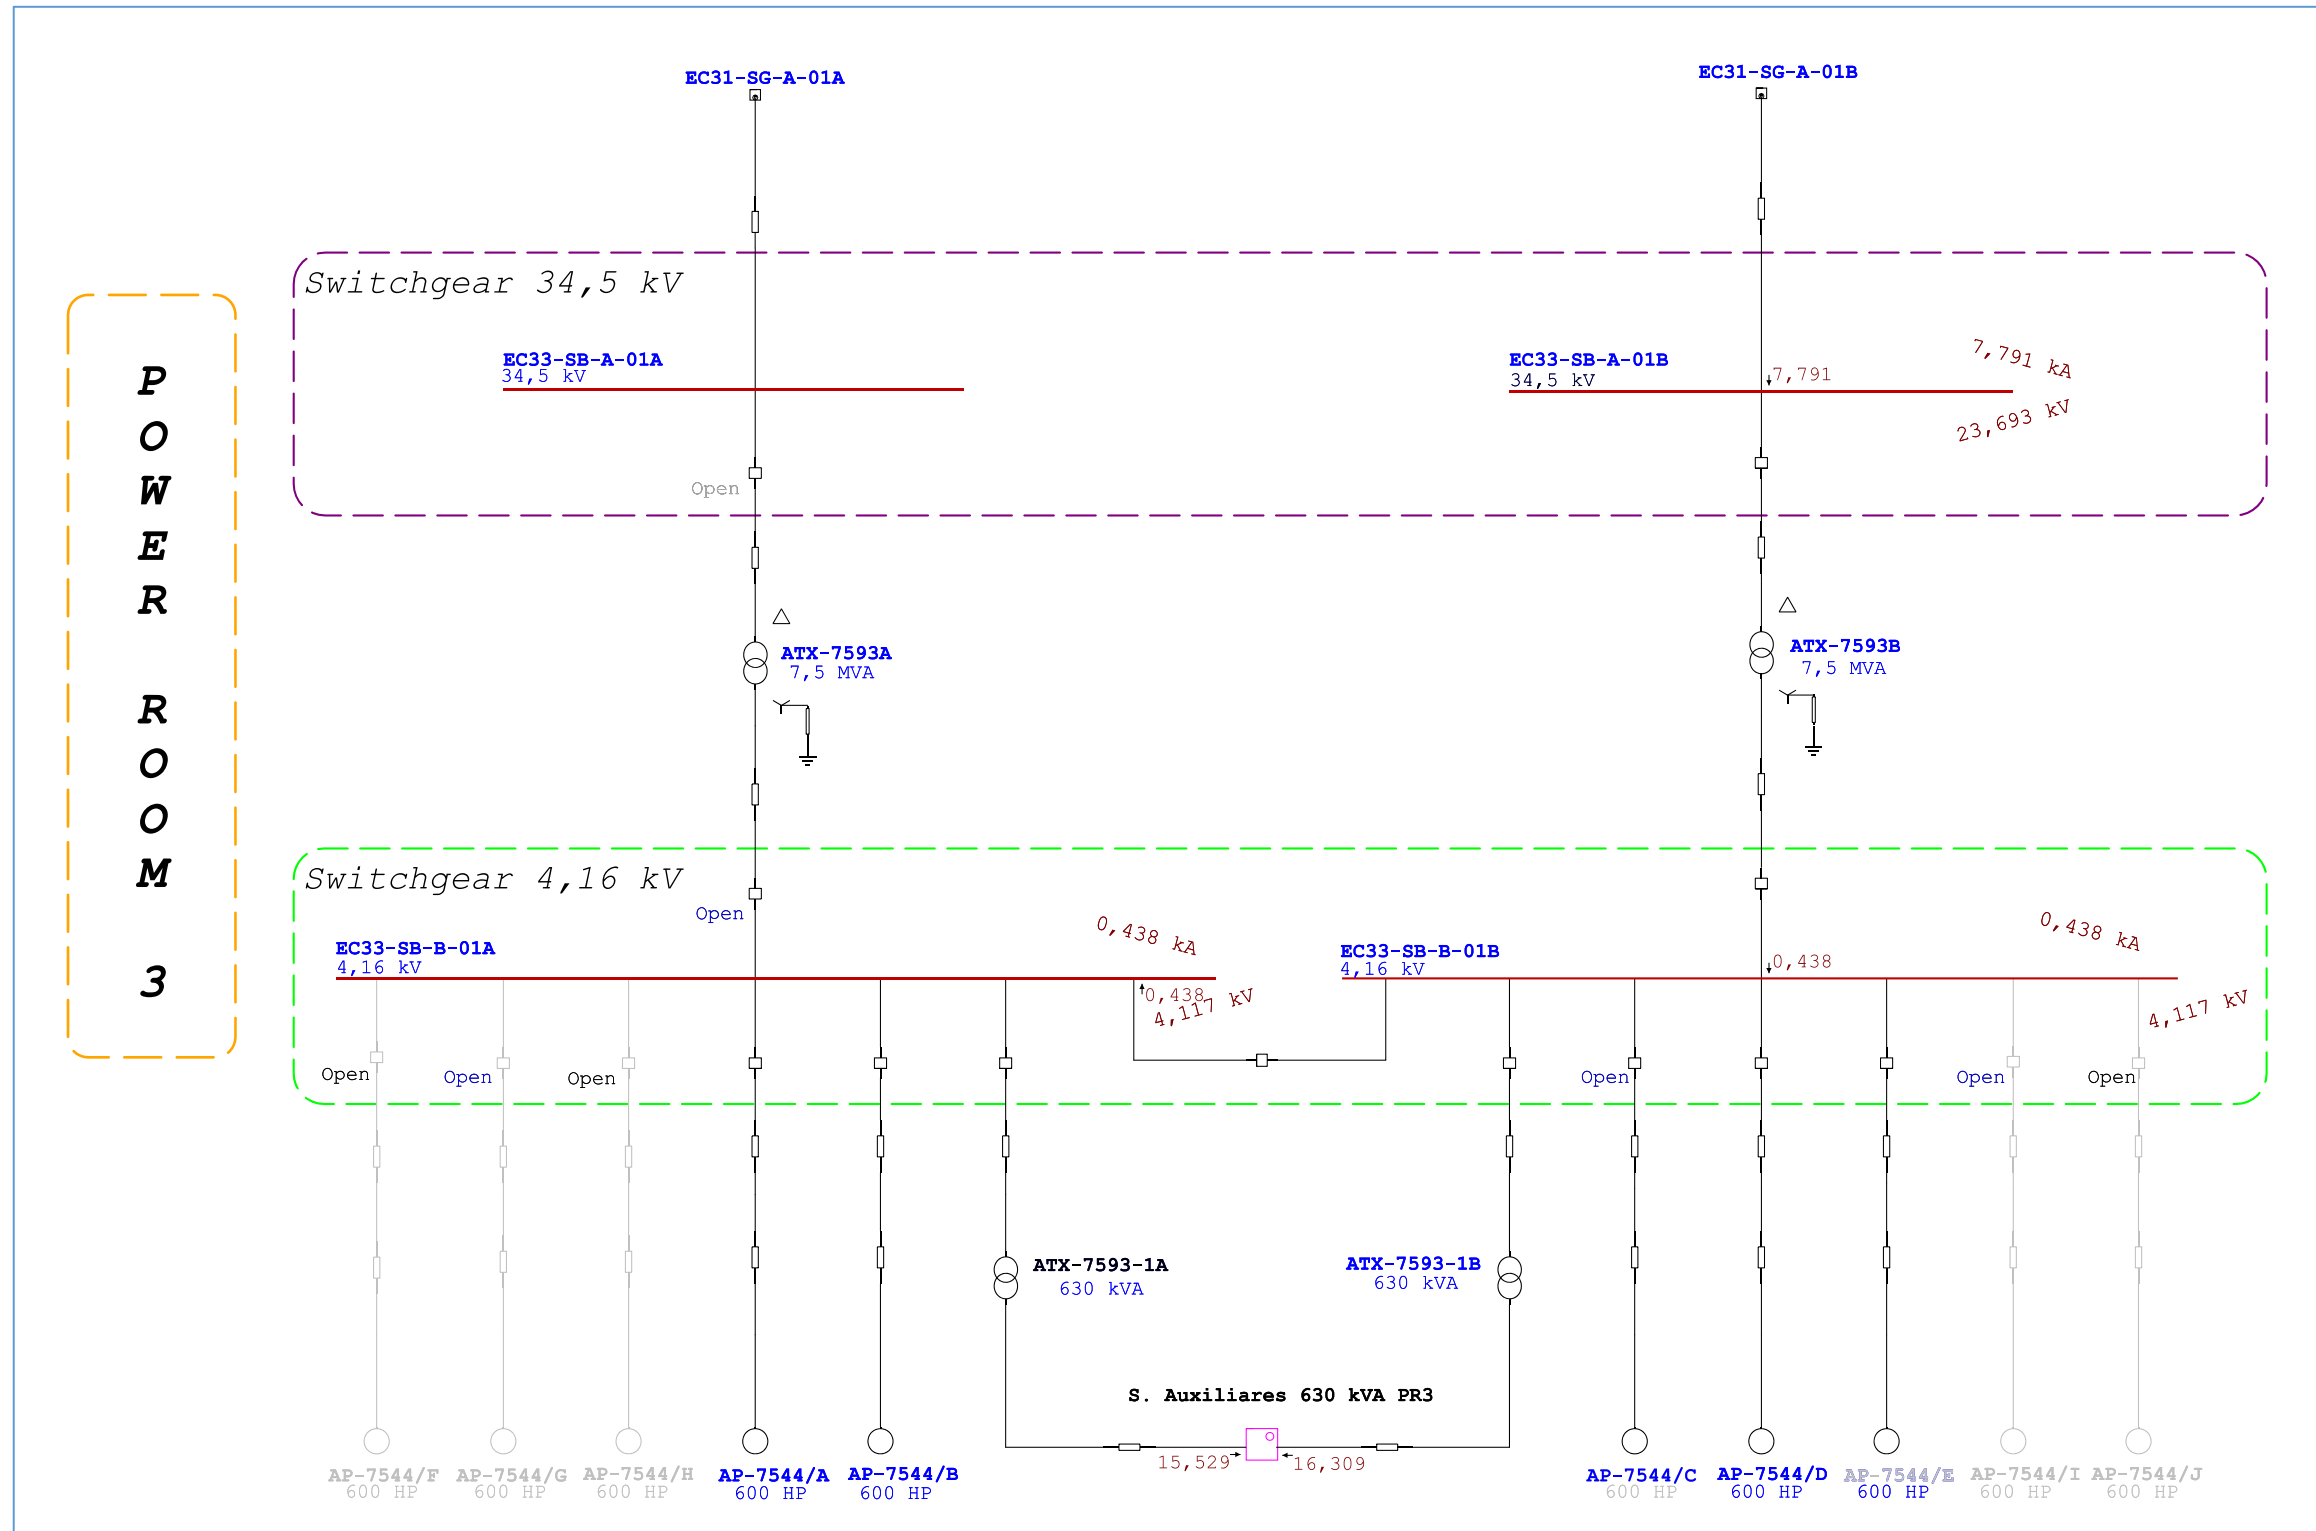 EC31-SG-A-01A
EC31-SG-A-01B
POWER ROOM 3
Switchgear 34,5 kV
EC33-SB-A-01A
34,5 kV
EC33-SB-A-01B
34,5 kV
7,791
7,791 kA
23,693 kV
Open
ATX-7593A
7,5 MVA
ATX-7593B
7,5 MVA
Switchgear 4,16 kV
Open
EC33-SB-B-01A
4,16 kV
0,438 kA
0,438
4,117 kV
EC33-SB-B-01B
4,16 kV
0,438
0,438 kA
4,117 kV
Open
Open
Open
Open
Open
Open
ATX-7593-1A
630 kVA
ATX-7593-1B
630 kVA
S. Auxiliares 630 kVA PR3
15,529
16,309
AP-7544/F
600 HP
AP-7544/G
600 HP
AP-7544/H
600 HP
AP-7544/A
600 HP
AP-7544/B
600 HP
AP-7544/C
600 HP
AP-7544/D
600 HP
AP-7544/E
600 HP
AP-7544/I
600 HP
AP-7544/J
600 HP